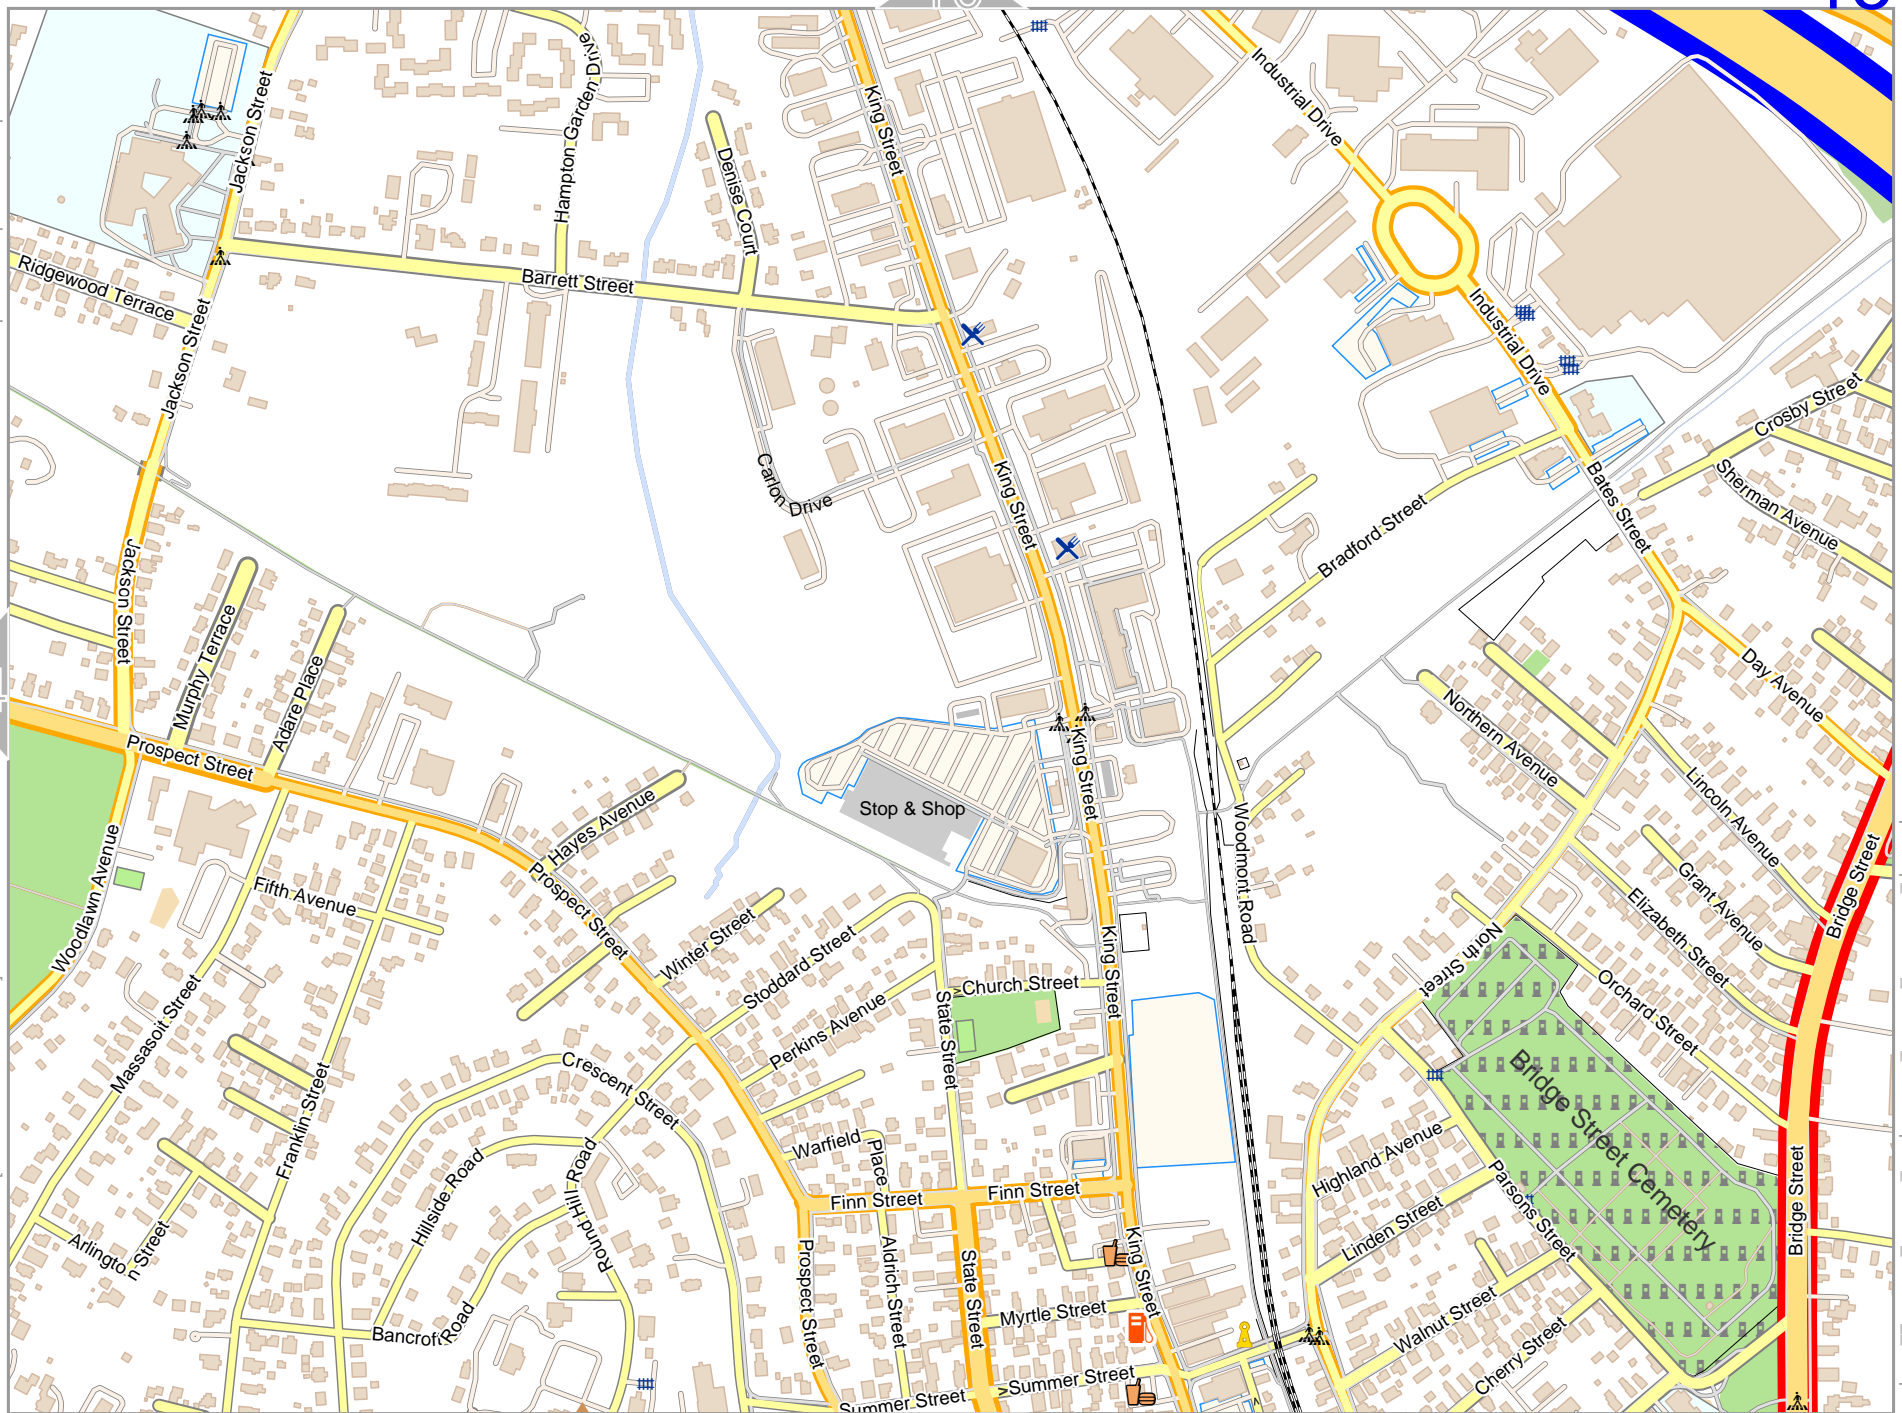 Industrial Drive
Hampton Garden Drive
King Street
Jackson Street
Denise Court
Ridgewood Terrace
Barrett Street
Jackson Street
Industrial Drive
Crosby Street
Sherman Avenue
Carlon Drive
King Street
Bates Street
Bradford Street
Jackson Street
Murphy Terrace
Adare Place
Day Avenue
Northern Avenue
Prospect Street
King Street
Lincoln Avenue
Stop & Shop
Hayes Avenue
Woodmont Road
Woodlawn Avenue
Fifth Avenue
Prospect Street
Grant Avenue
Elizabeth Street
Bridge Street
Winter Street
Stoddard Street
King Street
North Street
Orchard Street
Massasoit Street
Church Street
State Street
Perkins Avenue
Crescent Street
Franklin Street
Bridge Street Cemetery
Warfield Place
Highland Avenue
Parsons Street
Hillside Road
Round Hill Road
Finn Street
Finn Street
Bridge Street
Linden Street
Arlington Street
Aldrich Street
Prospect Street
State Street
King Street
Myrtle Street
Walnut Street
Bancroft Road
Cherry Street
Summer Street
Summer Street